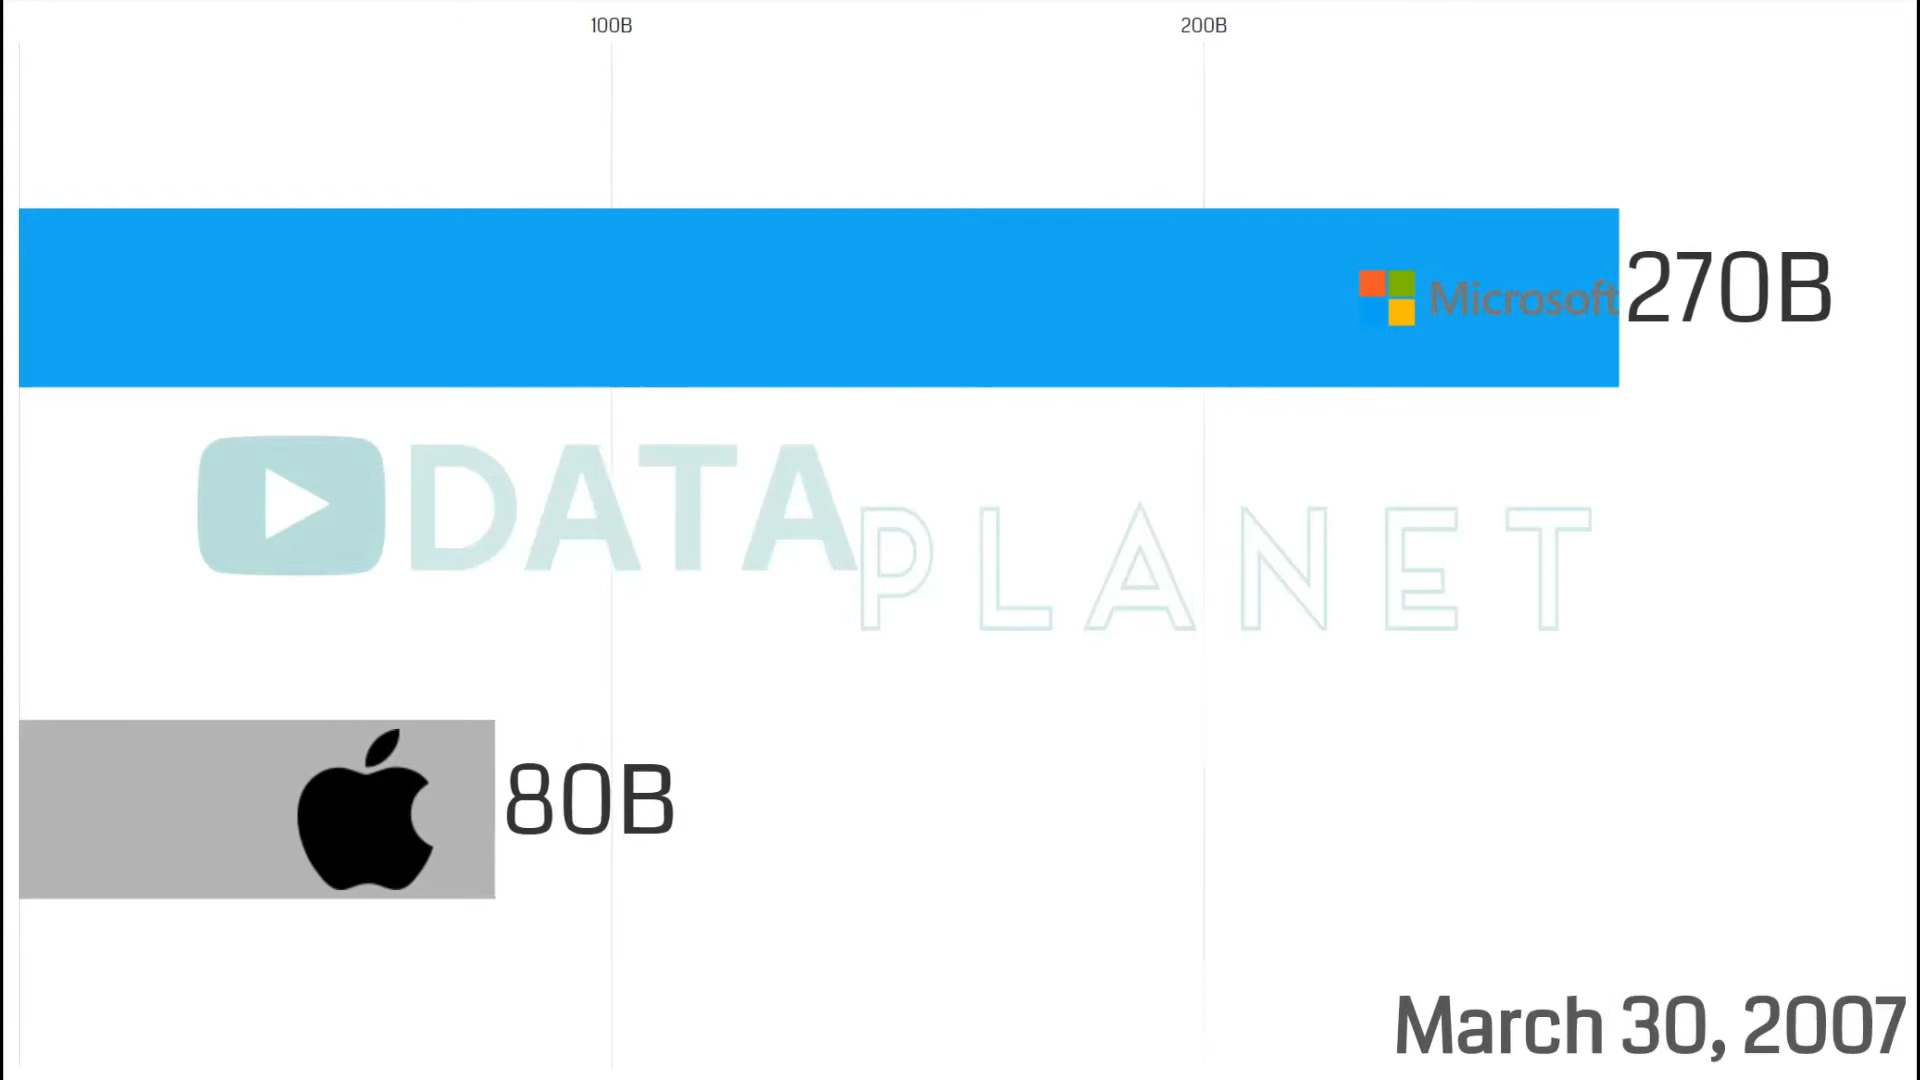 100B 200B
Microsoft 270B
DATA PLANET
80B
March 30, 2007